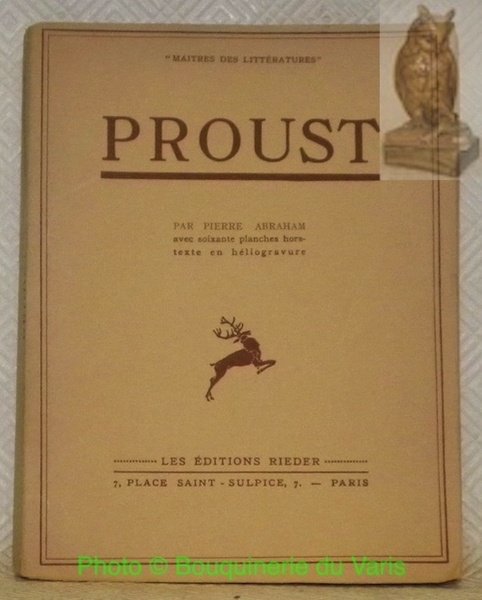 "MAITRES DES LITTÉRATURES"
PROUST
PAR PIERRE ABRAHAM
avec soixante planches hors-
texte en héliogravure
LES ÉDITIONS RIEDER
7, PLACE SAINT-SULPICE, 7. — PARIS
Photo © Bouquinerie du Varis